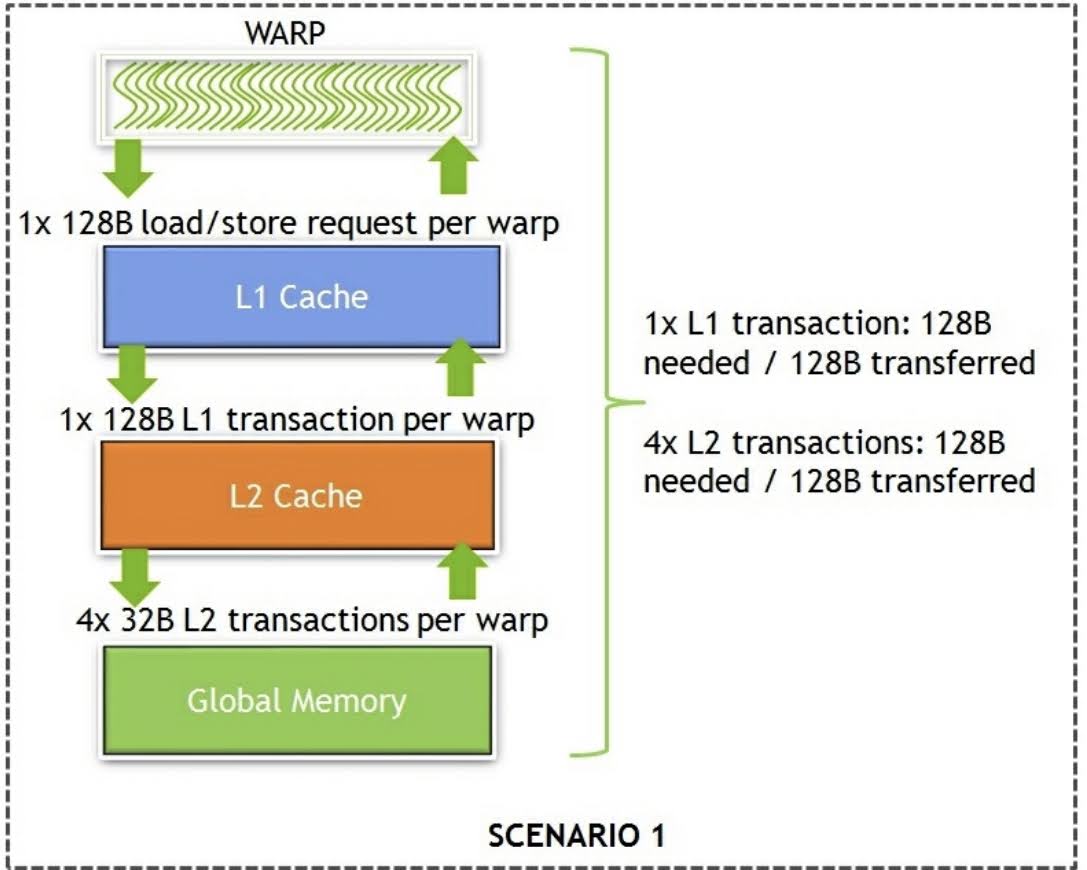 WARP
1x 128B load/store request per warp
L1 Cache
1x 128B L1 transaction per warp
L2 Cache
4x 32B L2 transactions per warp
Global Memory
1x L1 transaction: 128B
needed / 128B transferred
4x L2 transactions: 128B
needed / 128B transferred
SCENARIO 1